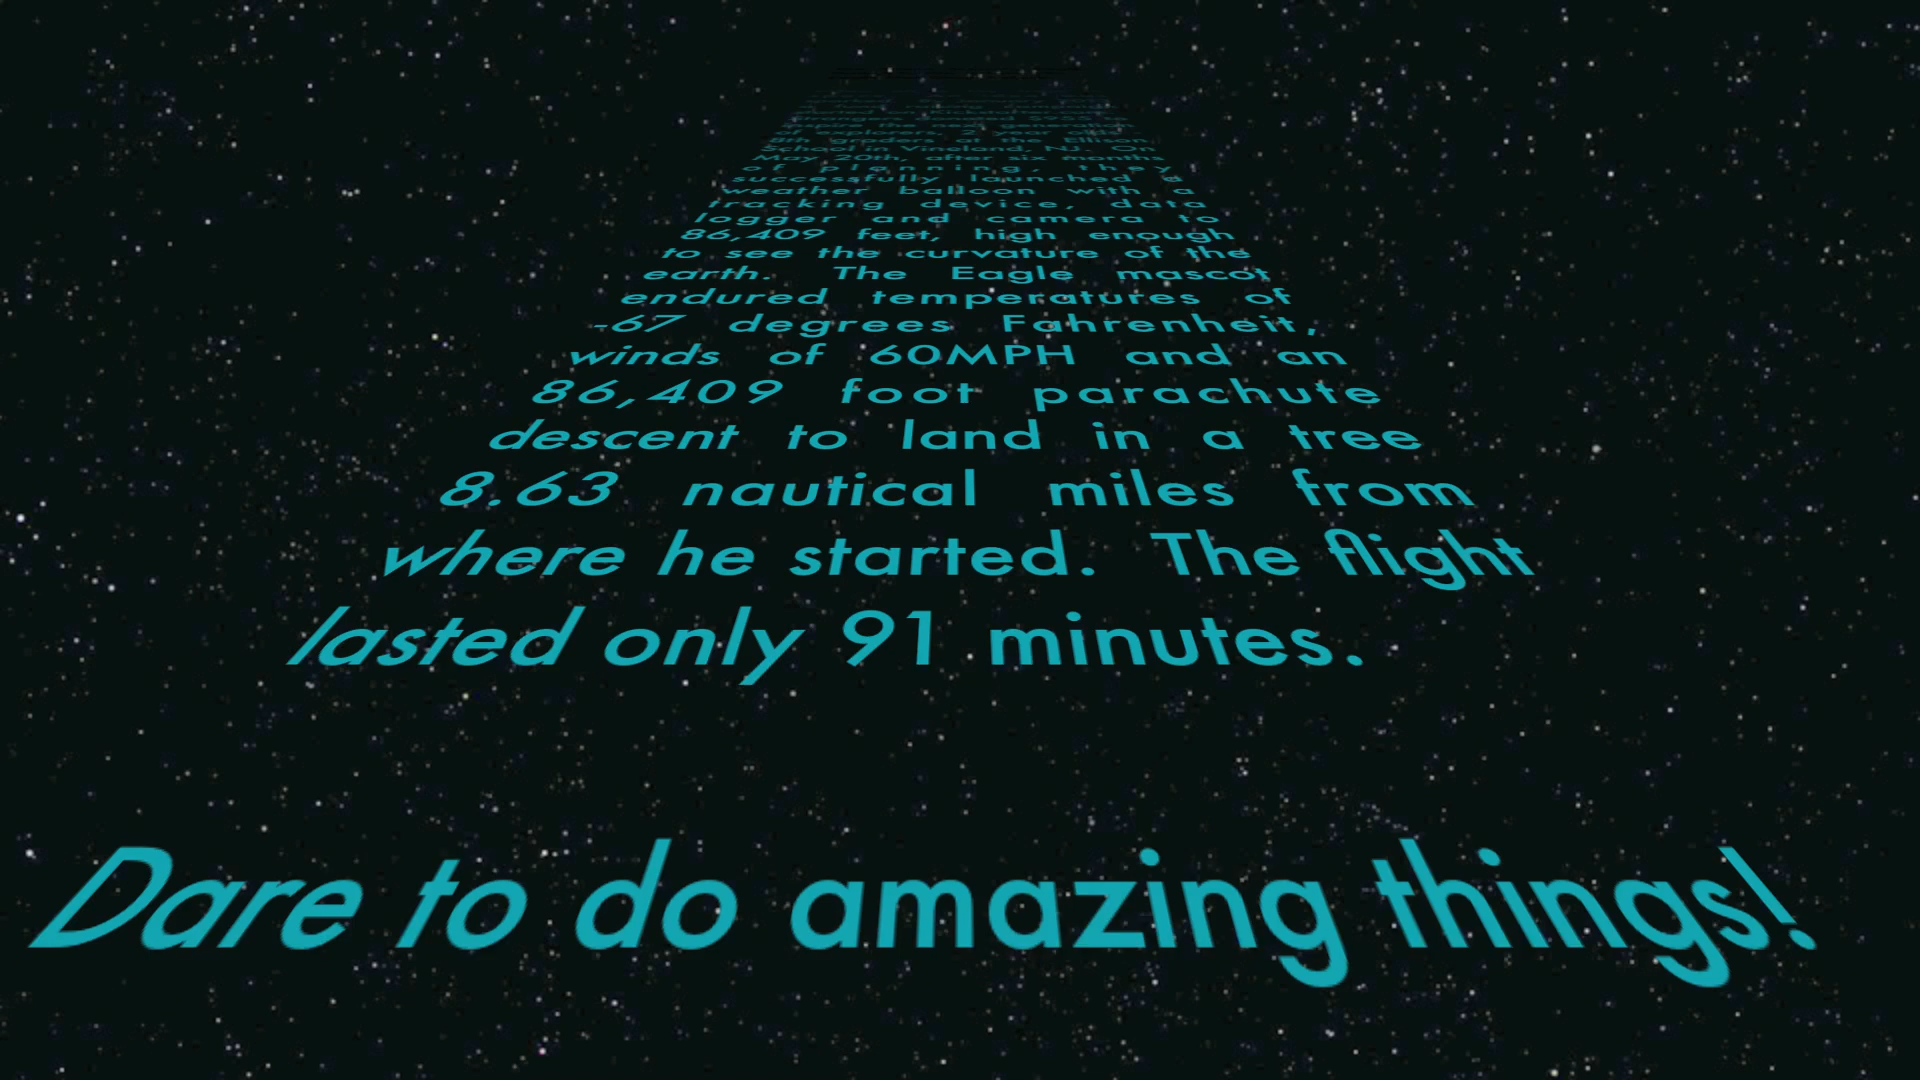 of explorers. 2 year after
8th graders at the Ellison
School in Vineland, NJ. On
May 20th, after six months
of planning, they
successfully launched a
weather balloon with a
tracking device, data
logger and camera to
86,409 feet, high enough
to see the curvature of the
earth. The Eagle mascot
endured temperatures of
-67 degrees Fahrenheit,
winds of 60MPH and an
86,409 foot parachute
descent to land in a tree
8.63 nautical miles from
where he started. The flight
lasted only 91 minutes.
Dare to do amazing things!